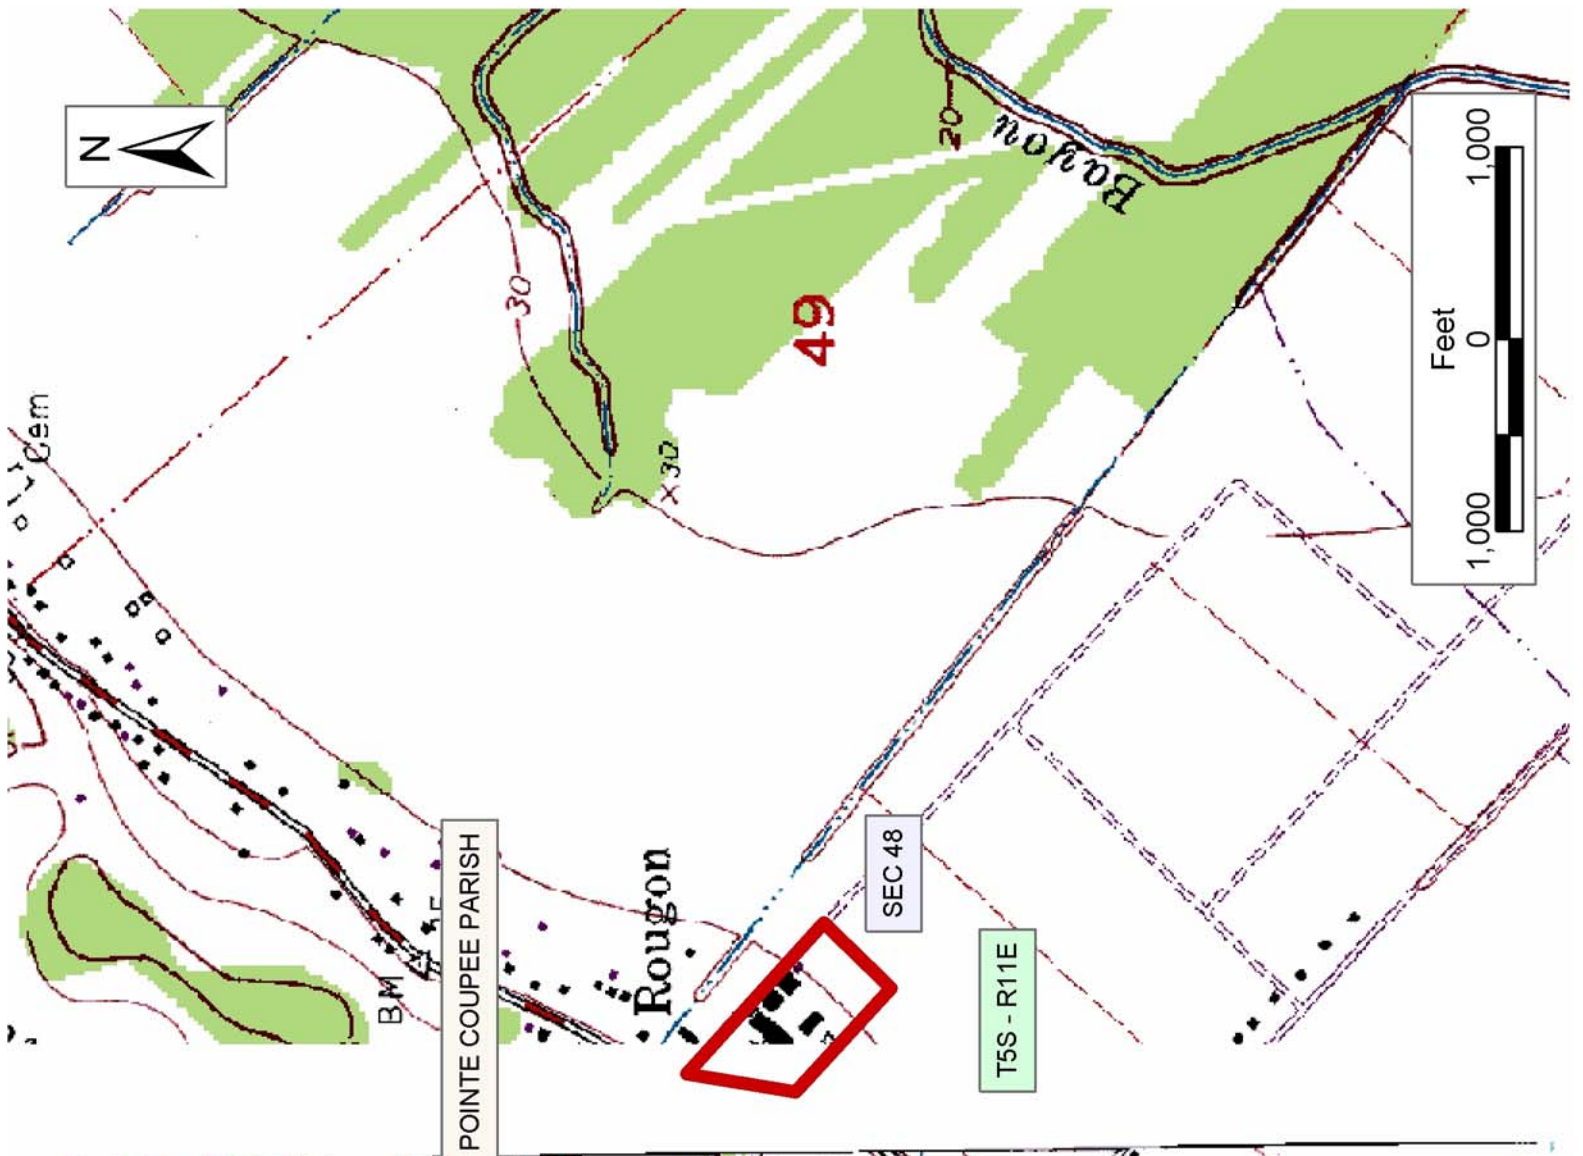 N
Cem
30
20
Bayou
49
X 30
BM
POINTE COUPEE PARISH
Rougon
SEC 48
T5S - R11E
Feet
1,000 0 1,000